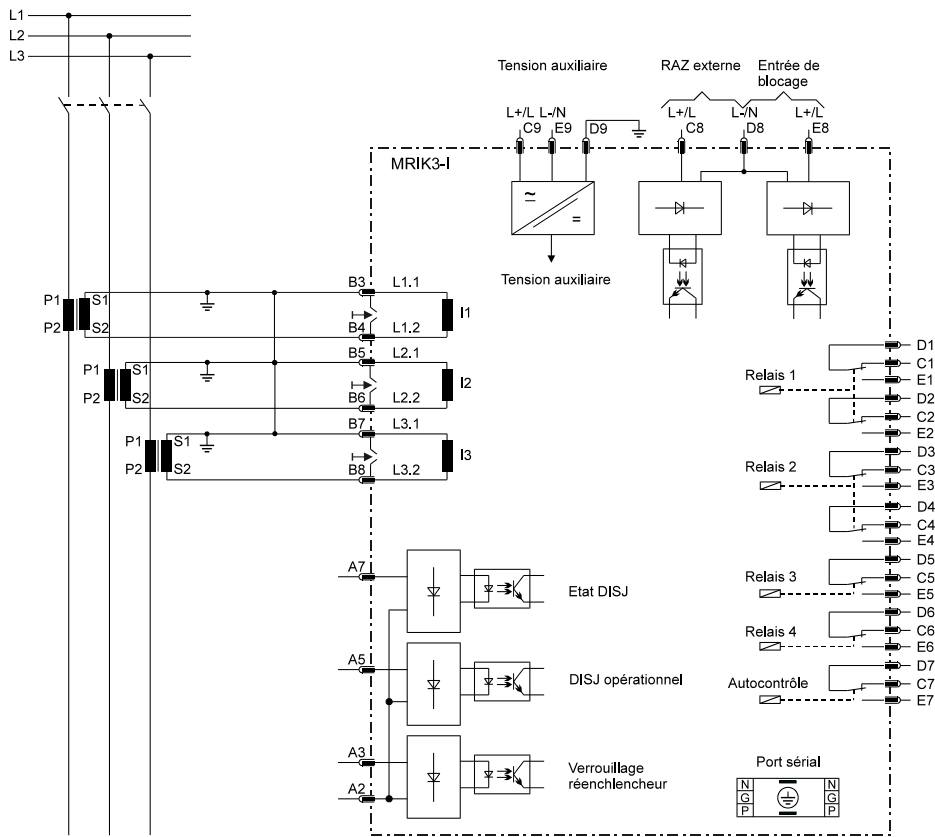 L1
L2
L3
Tension auxiliaire
RAZ externe
Entrée de
blocage
L+/L L-/N
C9 E9 D9
L+/L
C8
L-/N
D8
L+/L
E8
MRIK3-I
≃
=
Tension auxiliaire
P1 S1
P2 S2
B3 L1.1
I1
B4 L1.2
P1 S1
P2 S2
B5 L2.1
I2
B6 L2.2
P1 S1
P2 S2
B7 L3.1
I3
B8 L3.2
D1
C1
Relais 1
E1
D2
C2
E2
D3
C3
Relais 2
E3
D4
C4
E4
D5
Relais 3
C5
E5
D6
Relais 4
C6
E6
D7
Autocontrôle
C7
E7
A7
Etat DISJ
A5
DISJ opérationnel
A3
Verrouillage
réenchlencheur
A2
Port sérial
N N
G G
P P